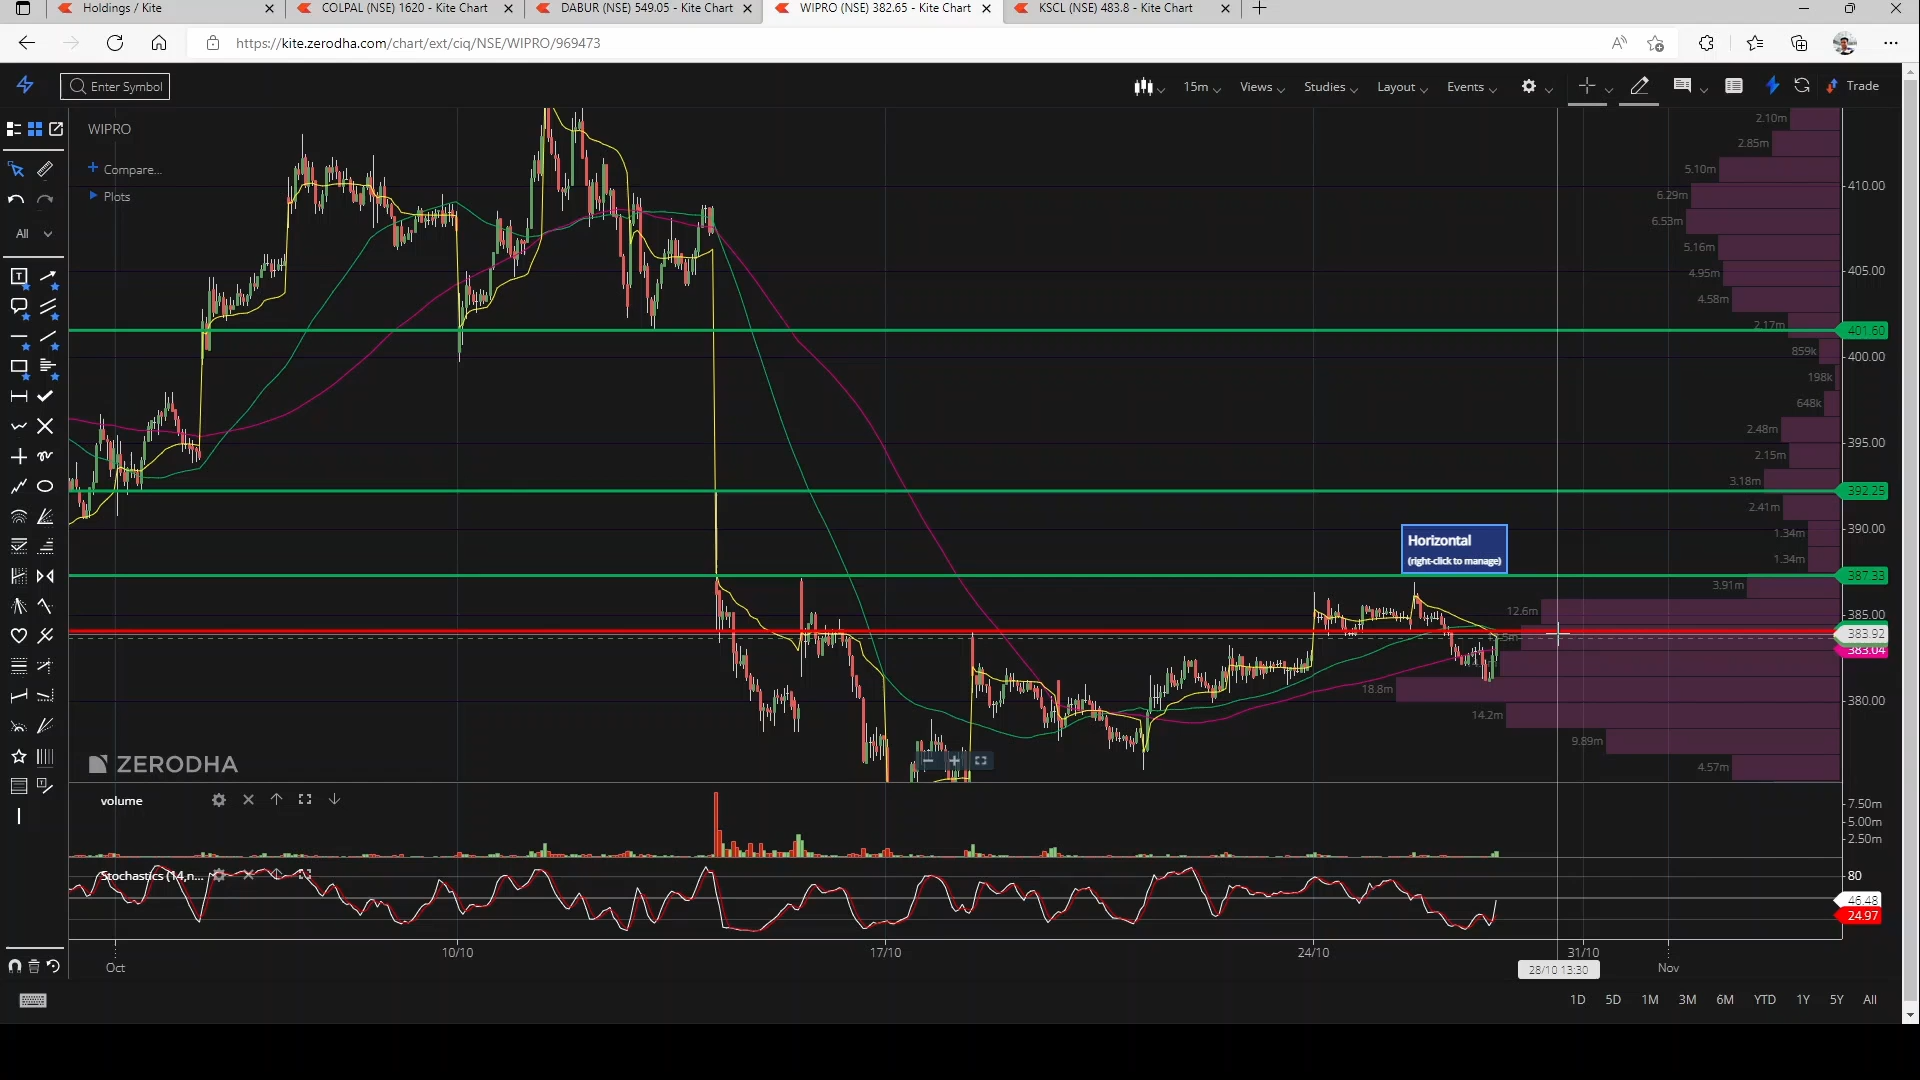 Holdings / Kite
COLPAL (NSE) 1620 - Kite Chart
DABUR (NSE) 549.05 - Kite Chart
WIPRO (NSE) 382.65 - Kite Chart
KSCL (NSE) 483.8 - Kite Chart
https://kite.zerodha.com/chart/ext/ciq/NSE/WIPRO/969473
Enter Symbol
15m
Views
Studies
Layout
Events
Trade
WIPRO
Compare...
Plots
All
2.10m
2.85m
5.10m
6.29m
6.53m
5.16m
4.95m
4.58m
2.17m
859k
198k
648k
2.48m
2.15m
3.18m
2.41m
1.34m
1.34m
3.91m
12.6m
18.8m
14.2m
9.89m
4.57m
410.00
405.00
401.60
400.00
395.00
392.25
390.00
387.33
385.00
383.92
383.04
380.00
Horizontal
(right-click to manage)
ZERODHA
volume
7.50m
5.00m
2.50m
Stochastics (14,n...
80
46.48
24.97
10/10
17/10
24/10
31/10
Oct
Nov
28/10 13:30
1D
5D
1M
3M
6M
YTD
1Y
5Y
All